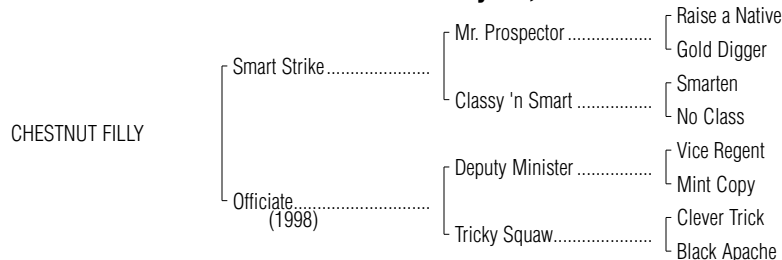 Raise a Native
Mr. Prospector ...................
Gold Digger
Smart Strike.......................
Smarten
Classy 'n Smart .................
No Class
CHESTNUT FILLY
Vice Regent
Deputy Minister .................
Mint Copy
Officiate............................
(1998)
Clever Trick
Tricky Squaw......................
Black Apache